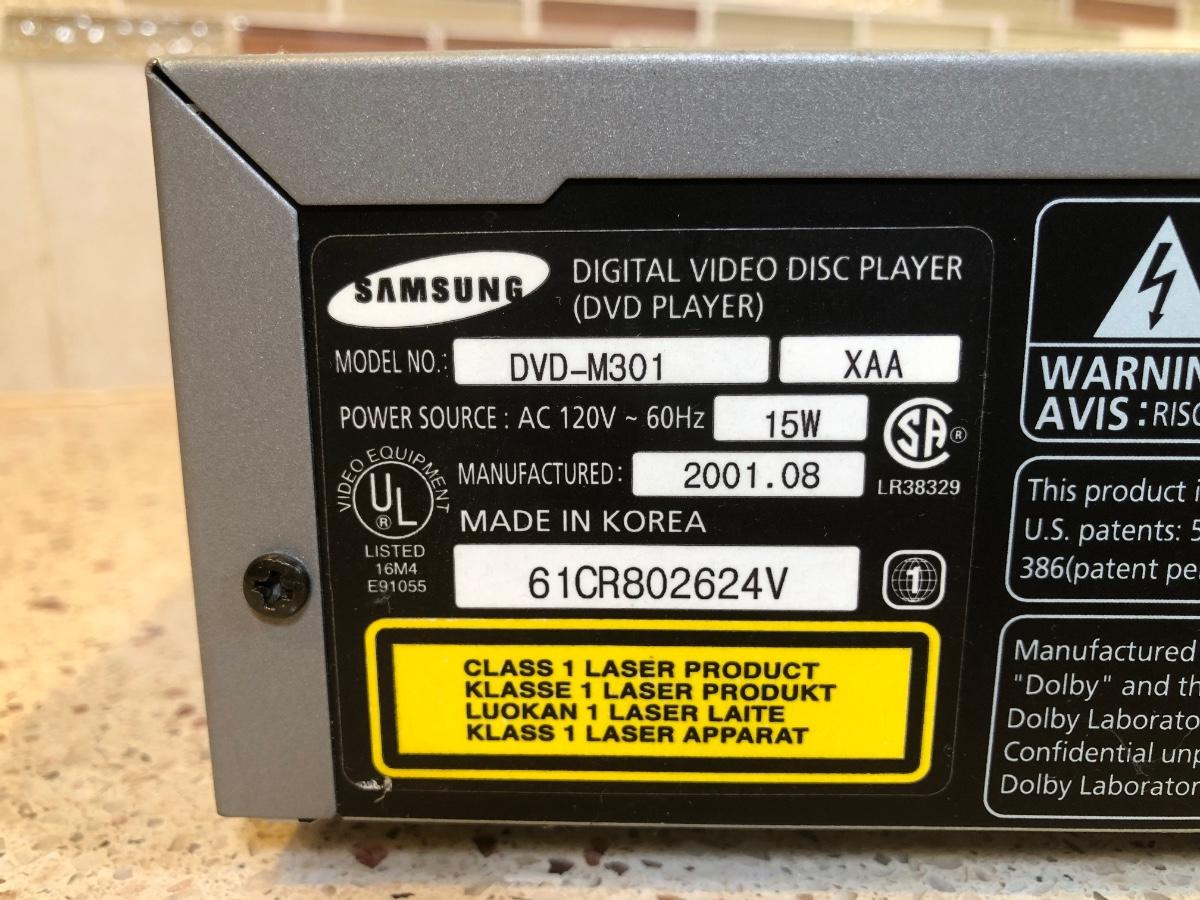 SAMSUNG
DIGITAL VIDEO DISC PLAYER
(DVD PLAYER)
MODEL NO.: DVD-M301 XAA
POWER SOURCE : AC 120V ~ 60Hz 15W
SA ®
LR38329
MANUFACTURED: 2001.08
VIDEO EQUIPMENT
UL ®
LISTED
16M4
E91055
MADE IN KOREA
61CR802624V
1
CLASS 1 LASER PRODUCT
KLASSE 1 LASER PRODUKT
LUOKAN 1 LASER LAITE
KLASS 1 LASER APPARAT
WARNIN
AVIS : RISQ
This product i
U.S. patents: 5
386(patent pe
Manufactured
"Dolby" and th
Dolby Laborato
Confidential unp
Dolby Laborator